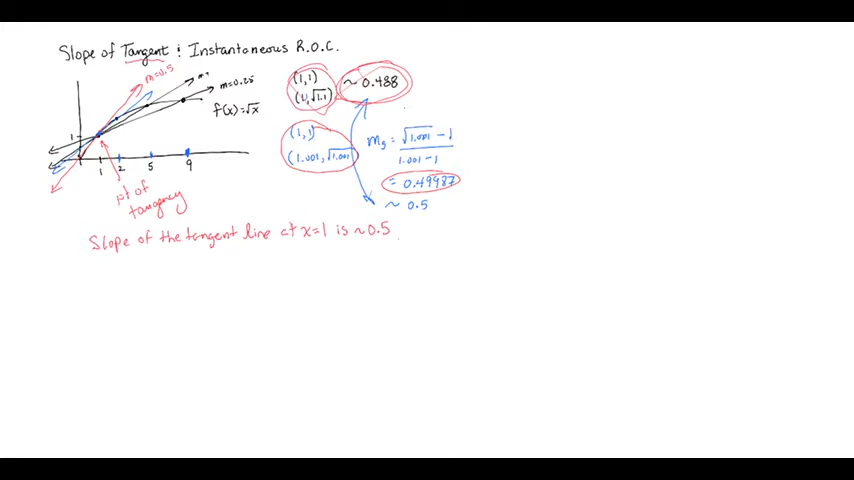 Slope of Tangent : Instantaneous R.O.C.
m=0.5
m=0.25
f(x)=√x
1
1 2 5 9
pt of
tangency
(1,1)
(1.1,√1.1)
~ 0.488
(1,1)
(1.001,√1.001)
m₅ = √1.001 - 1
1.001 - 1
= 0.49987
~ 0.5
Slope of the tangent line at x=1 is ~0.5